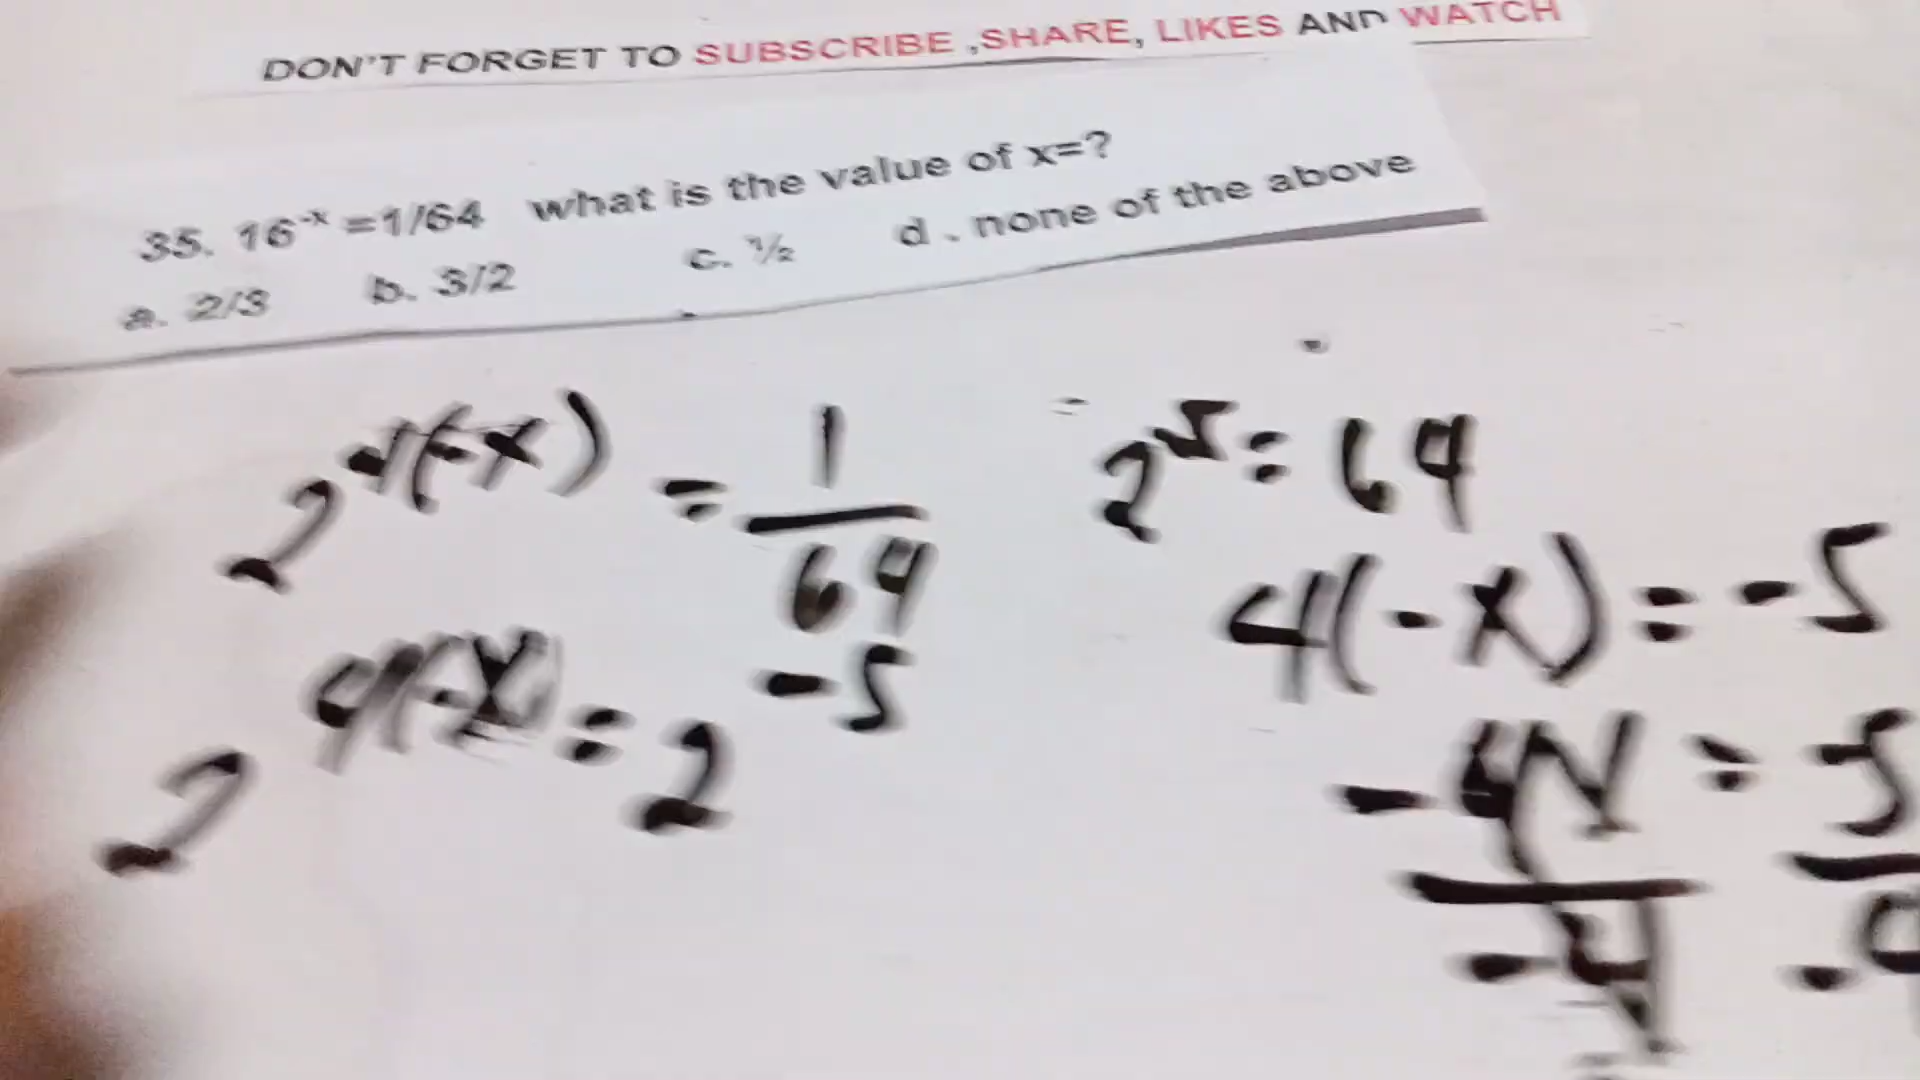 DON'T FORGET TO SUBSCRIBE ,SHARE, LIKES AND WATCH
35. 16^-x =1/64 what is the value of x=?
a. 2/3 b. 3/2 c. ½ d . none of the above
2^4(-x) = 1/64
2^4(-x) = 2^-5
2^5 = 64
4(-x) = -5